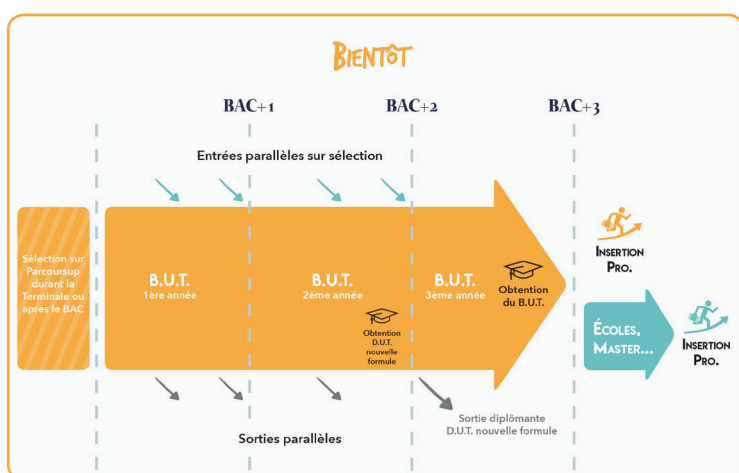 BIENTÔT
BAC+1
BAC+2
BAC+3
Entrées parallèles sur sélection
Sélection sur
Parcoursup
durant la
Terminale ou
après le BAC
B.U.T.
1ère année
B.U.T.
2ème année
Obtention
D.U.T.
nouvelle
formule
B.U.T.
3ème année
Obtention
du B.U.T.
INSERTION
PRO.
ÉCOLES,
MASTER...
INSERTION
PRO.
Sorties parallèles
Sortie diplômante
D.U.T. nouvelle formule